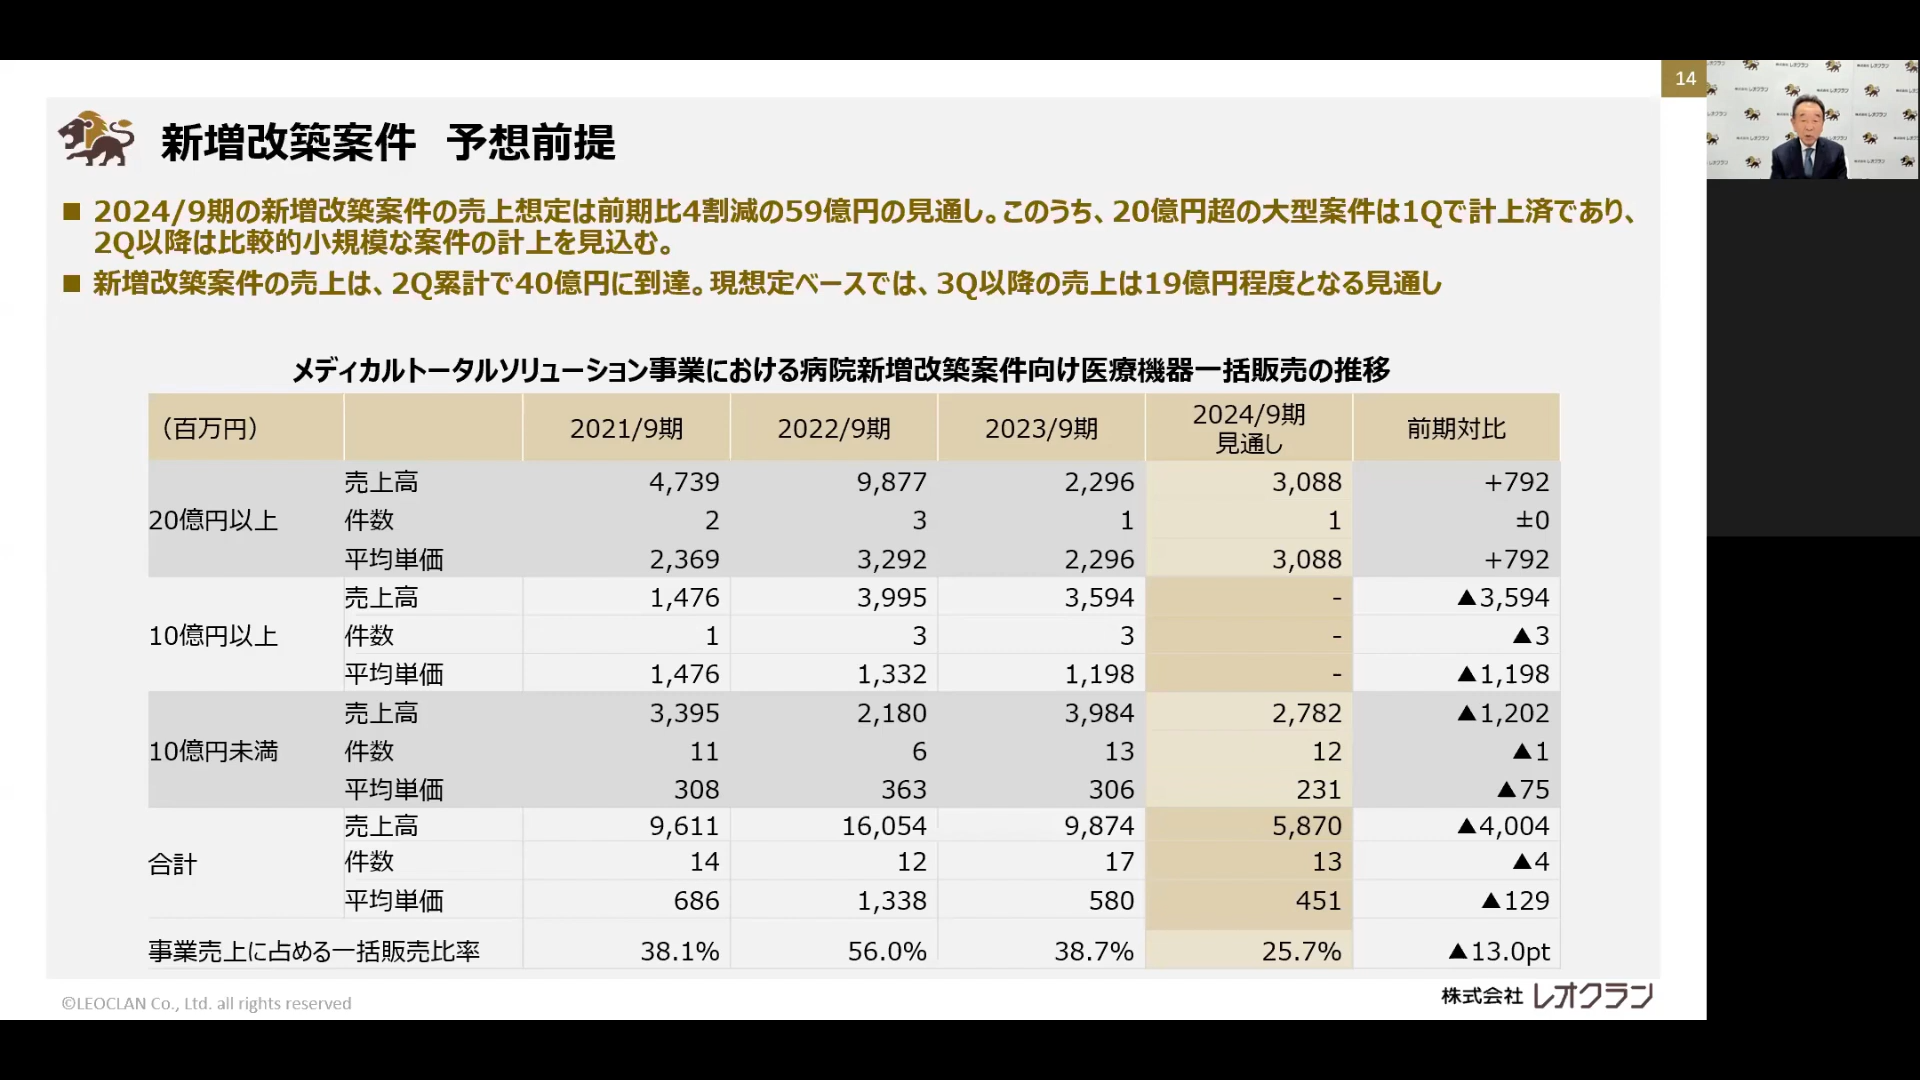 14
新増改築案件 予想前提
■ 2024/9期の新増改築案件の売上想定は前期比4割減の59億円の見通し。このうち、20億円超の大型案件は1Qで計上済であり、
2Q以降は比較的小規模な案件の計上を見込む。
■ 新増改築案件の売上は、2Q累計で40億円に到達。現想定ベースでは、3Q以降の売上は19億円程度となる見通し
メディカルトータルソリューション事業における病院新増改築案件向け医療機器一括販売の推移
（百万円） 2021/9期 2022/9期 2023/9期 2024/9期 見通し 前期対比
売上高 4,739 9,877 2,296 3,088 +792
20億円以上 件数 2 3 1 1 ±0
平均単価 2,369 3,292 2,296 3,088 +792
売上高 1,476 3,995 3,594 - ▲3,594
10億円以上 件数 1 3 3 - ▲3
平均単価 1,476 1,332 1,198 - ▲1,198
売上高 3,395 2,180 3,984 2,782 ▲1,202
10億円未満 件数 11 6 13 12 ▲1
平均単価 308 363 306 231 ▲75
売上高 9,611 16,054 9,874 5,870 ▲4,004
合計 件数 14 12 17 13 ▲4
平均単価 686 1,338 580 451 ▲129
事業売上に占める一括販売比率 38.1% 56.0% 38.7% 25.7% ▲13.0pt
©LEOCLAN Co., Ltd. all rights reserved
株式会社 レオクラン